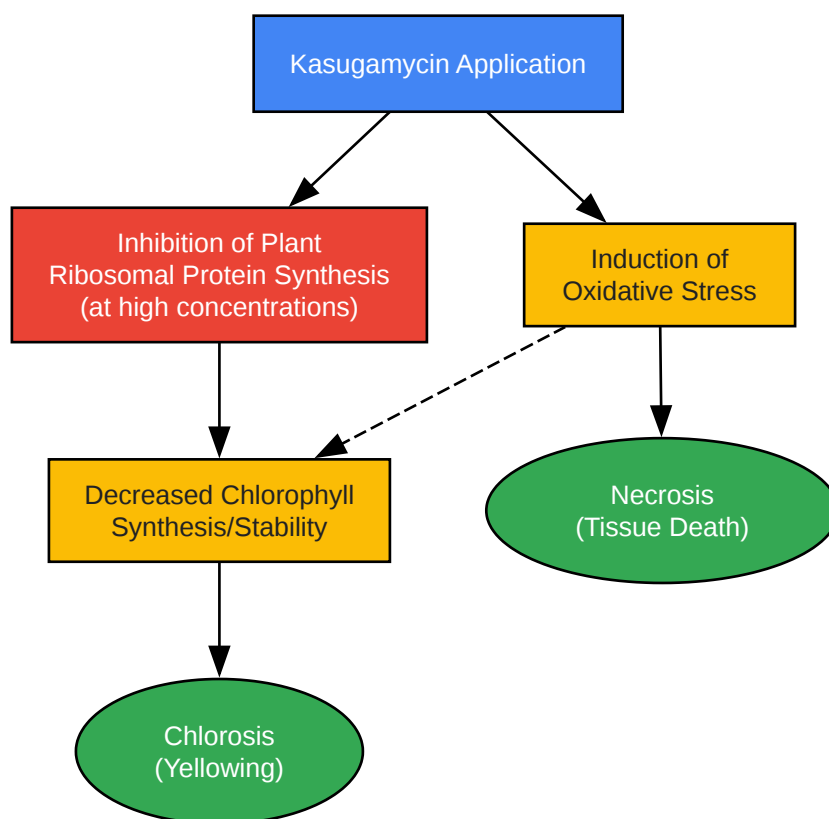 Kasugamycin Application
Inhibition of Plant
Ribosomal Protein Synthesis
(at high concentrations)
Induction of
Oxidative Stress
Decreased Chlorophyll
Synthesis/Stability
Necrosis
(Tissue Death)
Chlorosis
(Yellowing)